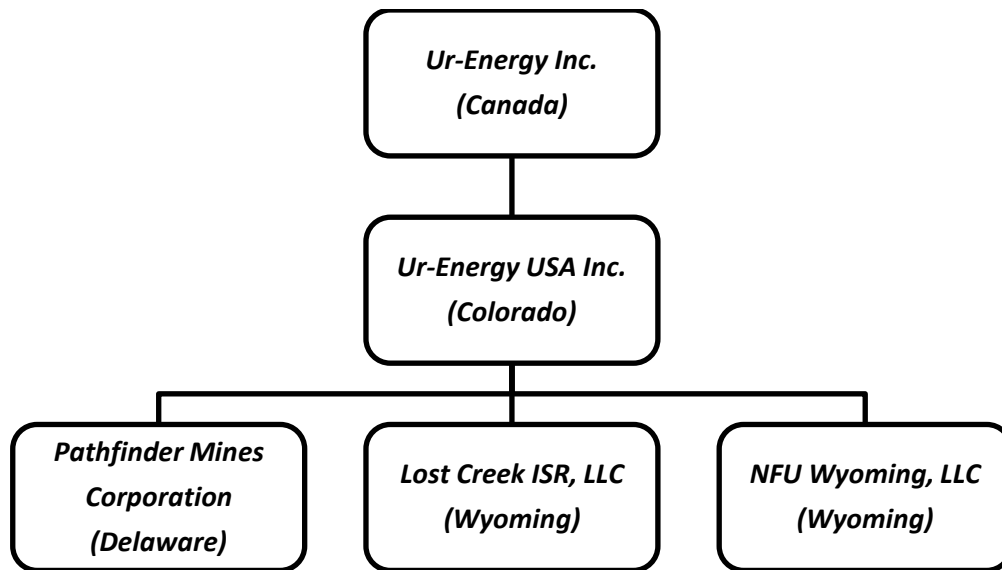 Ur-Energy Inc.
(Canada)
Ur-Energy USA Inc.
(Colorado)
Pathfinder Mines
Corporation
(Delaware)
Lost Creek ISR, LLC
(Wyoming)
NFU Wyoming, LLC
(Wyoming)